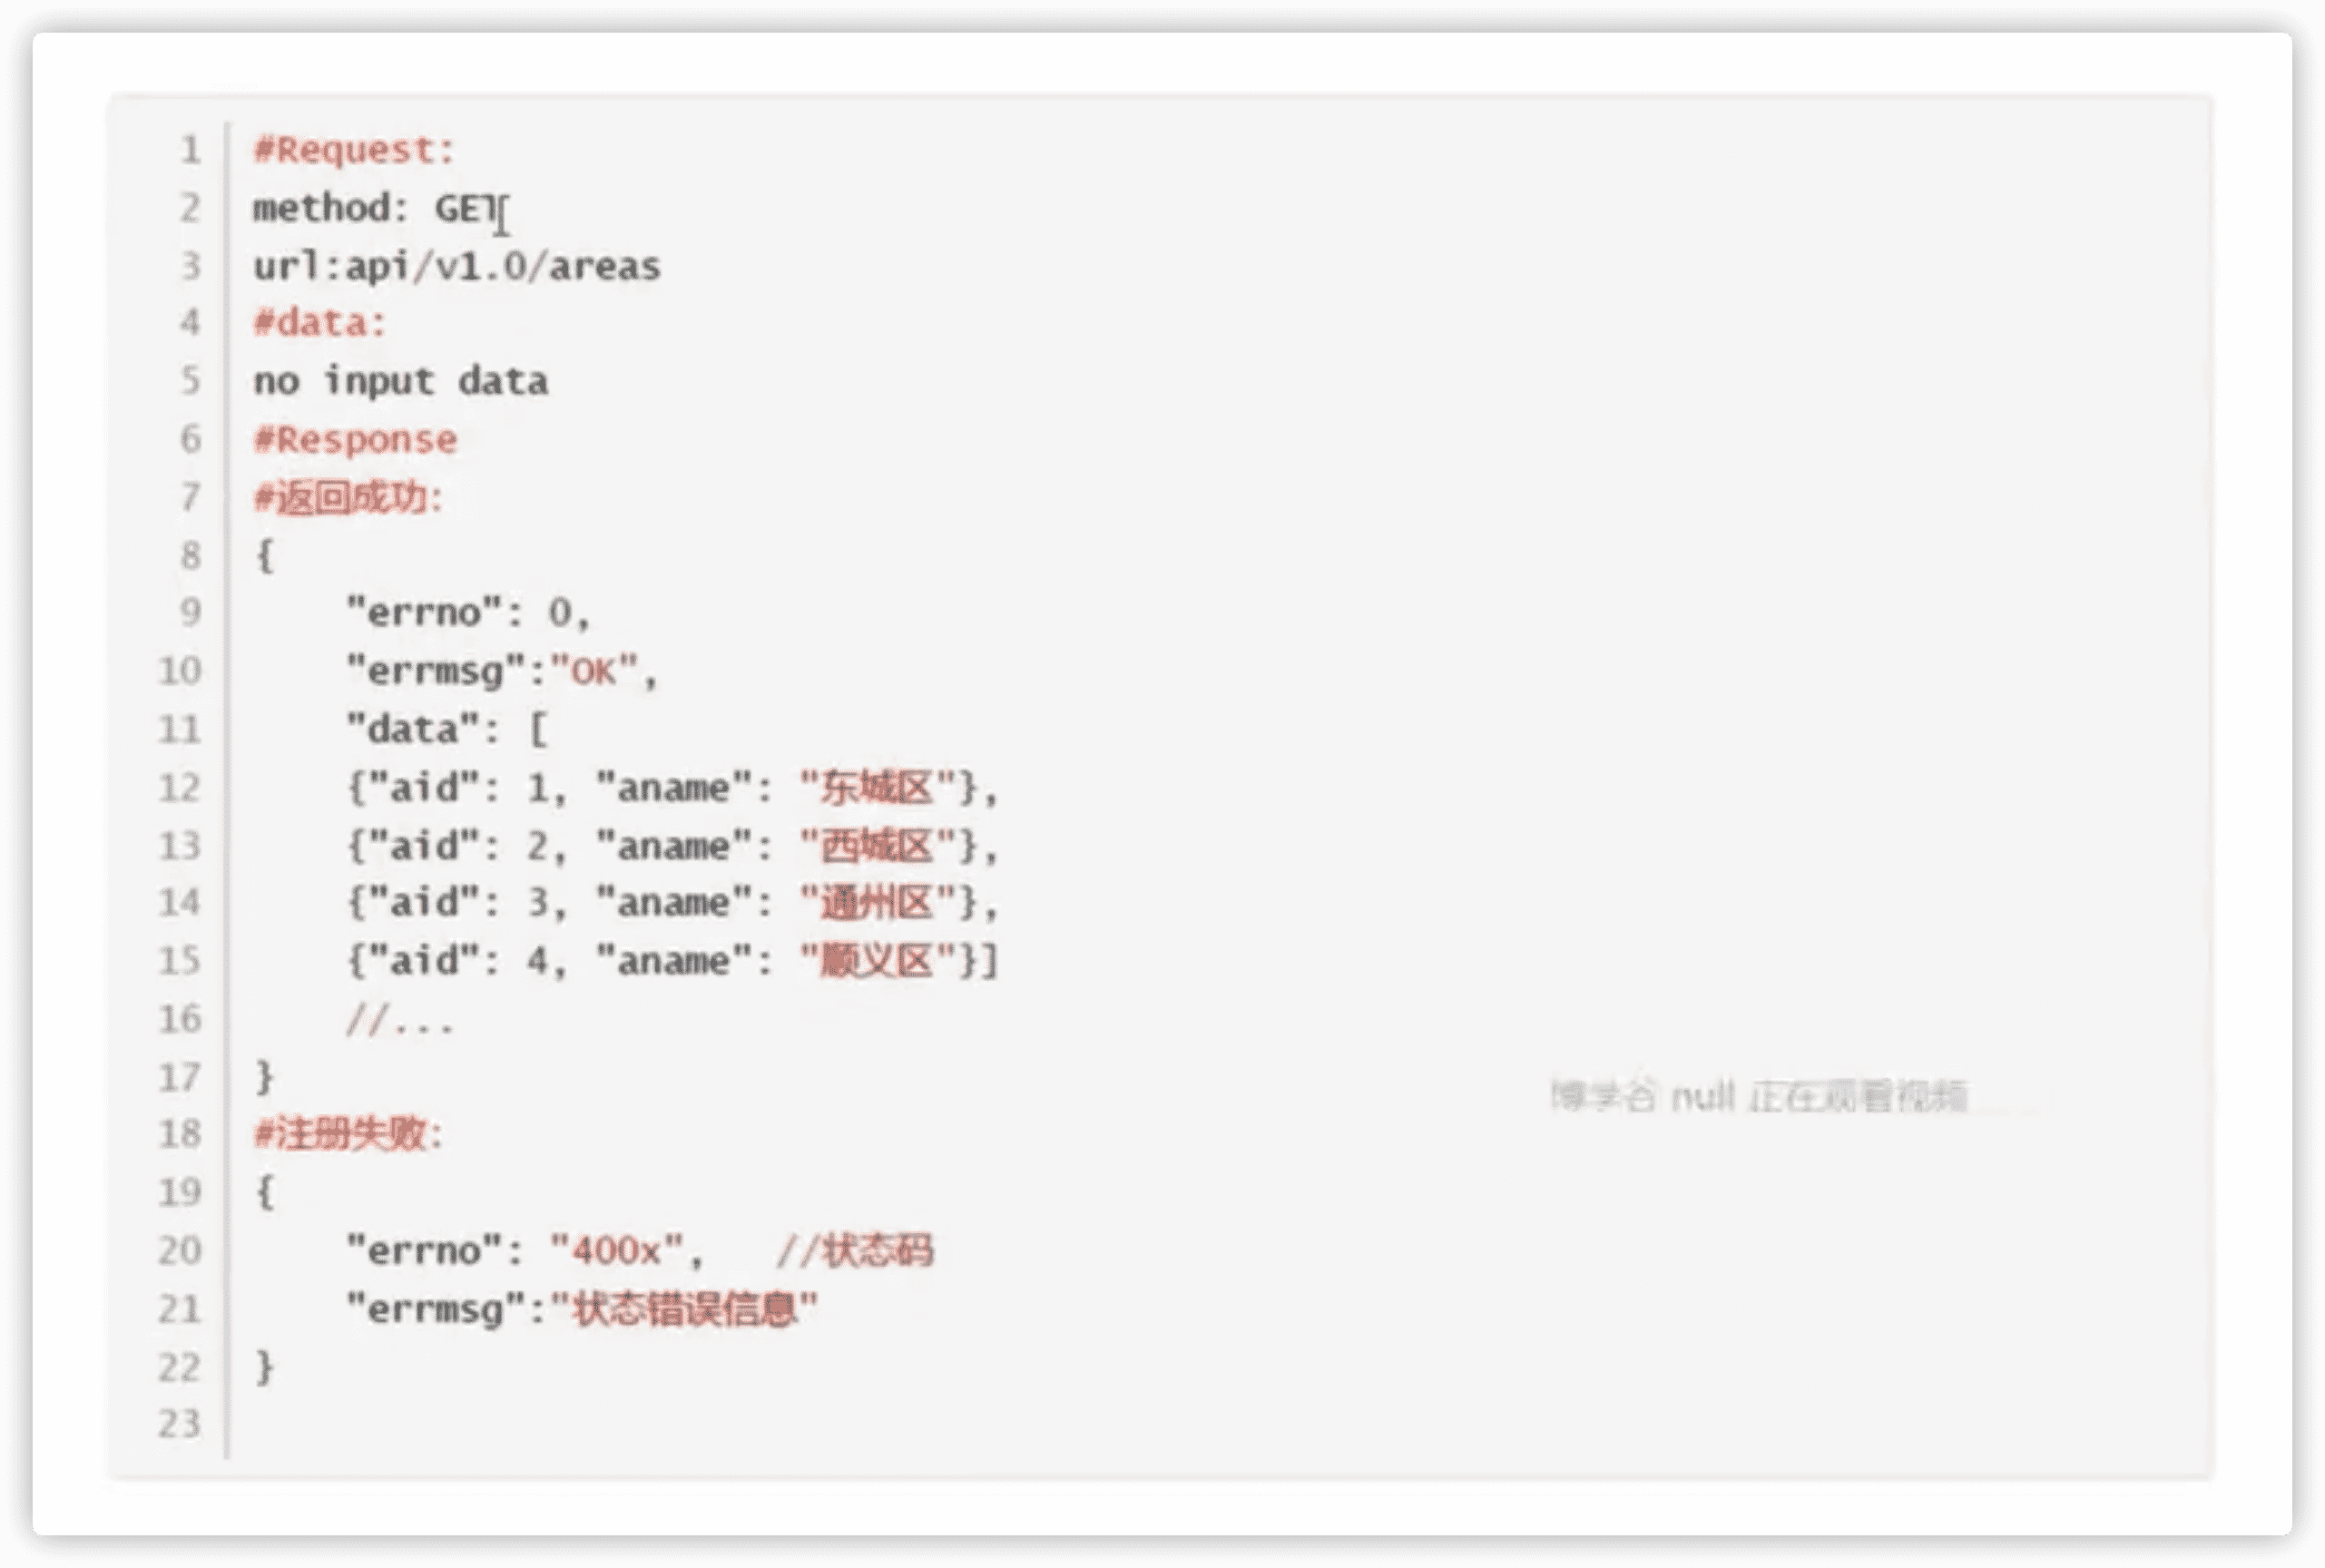 1 #Request:
2 method: GET
3 url:api/v1.0/areas
4 #data:
5 no input data
6 #Response
7 #返回成功:
8 {
9 "errno": 0,
10 "errmsg":"OK",
11 "data": [
12 {"aid": 1, "aname": "东城区"},
13 {"aid": 2, "aname": "西城区"},
14 {"aid": 3, "aname": "通州区"},
15 {"aid": 4, "aname": "顺义区"}]
16 //...
17 }
博学谷 null 正在观看视频
18 #注册失败:
19 {
20 "errno": "400x", //状态码
21 "errmsg":"状态错误信息"
22 }
23